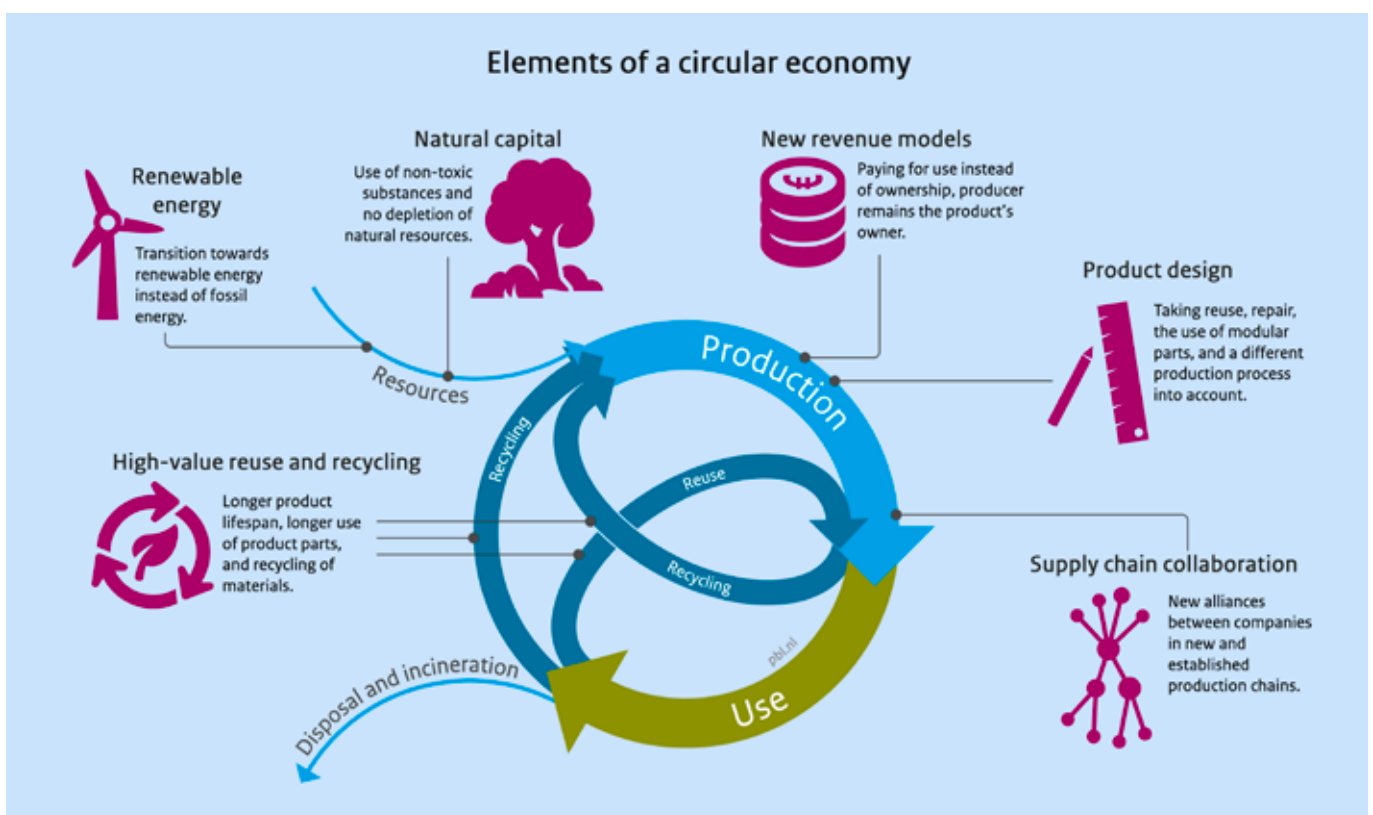 Elements of a circular economy
Natural capital
Use of non-toxic
substances and
no depletion of
natural resources.
New revenue models
Paying for use instead
of ownership, producer
remains the product's
owner.
Renewable
energy
Transition towards
renewable energy
instead of fossil
energy.
Product design
Taking reuse, repair,
the use of modular
parts, and a different
production process
into account.
Resources
Production
High-value reuse and recycling
Longer product
lifespan, longer use
of product parts,
and recycling of
materials.
Recycling
Reuse
Recycling
Supply chain collaboration
New alliances
between companies
in new and
established
production chains.
Disposal and incineration
Use
pbl.nl